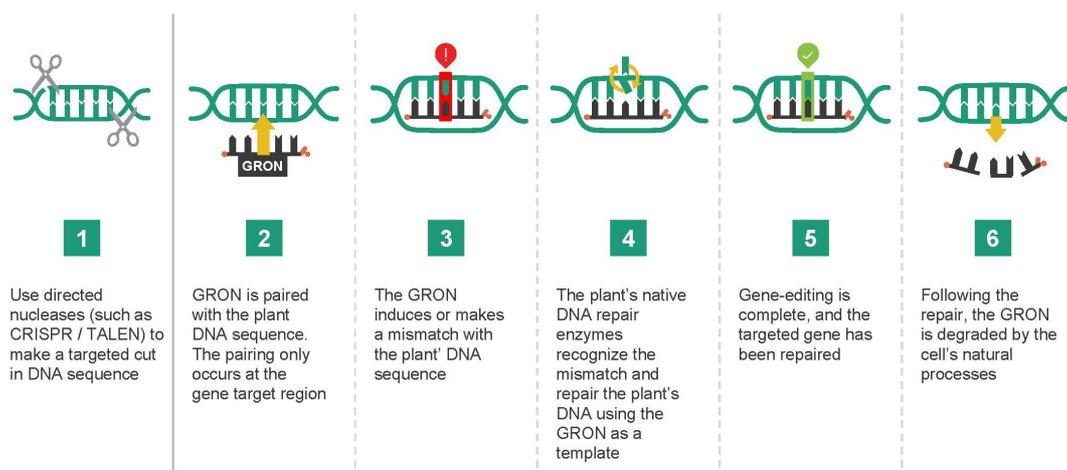 GRON
1
Use directed
nucleases (such as
CRISPR / TALEN) to
make a targeted cut
in DNA sequence
2
GRON is paired
with the plant
DNA sequence.
The pairing only
occurs at the
gene target region
3
The GRON
induces or makes
a mismatch with
the plant' DNA
sequence
4
The plant's native
DNA repair
enzymes
recognize the
mismatch and
repair the plant's
DNA using the
GRON as a
template
5
Gene-editing is
complete, and the
targeted gene has
been repaired
6
Following the
repair, the GRON
is degraded by the
cell's natural
processes